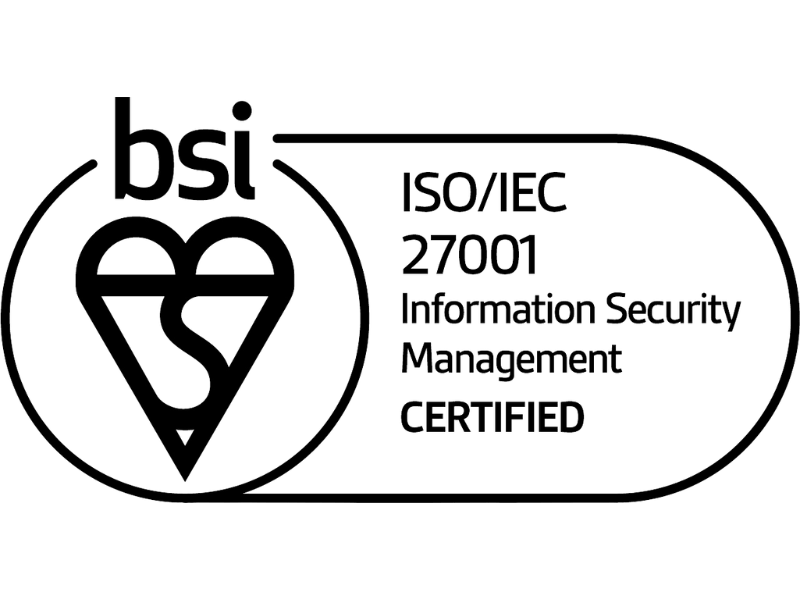 bsi
ISO/IEC
27001
Information Security
Management
CERTIFIED